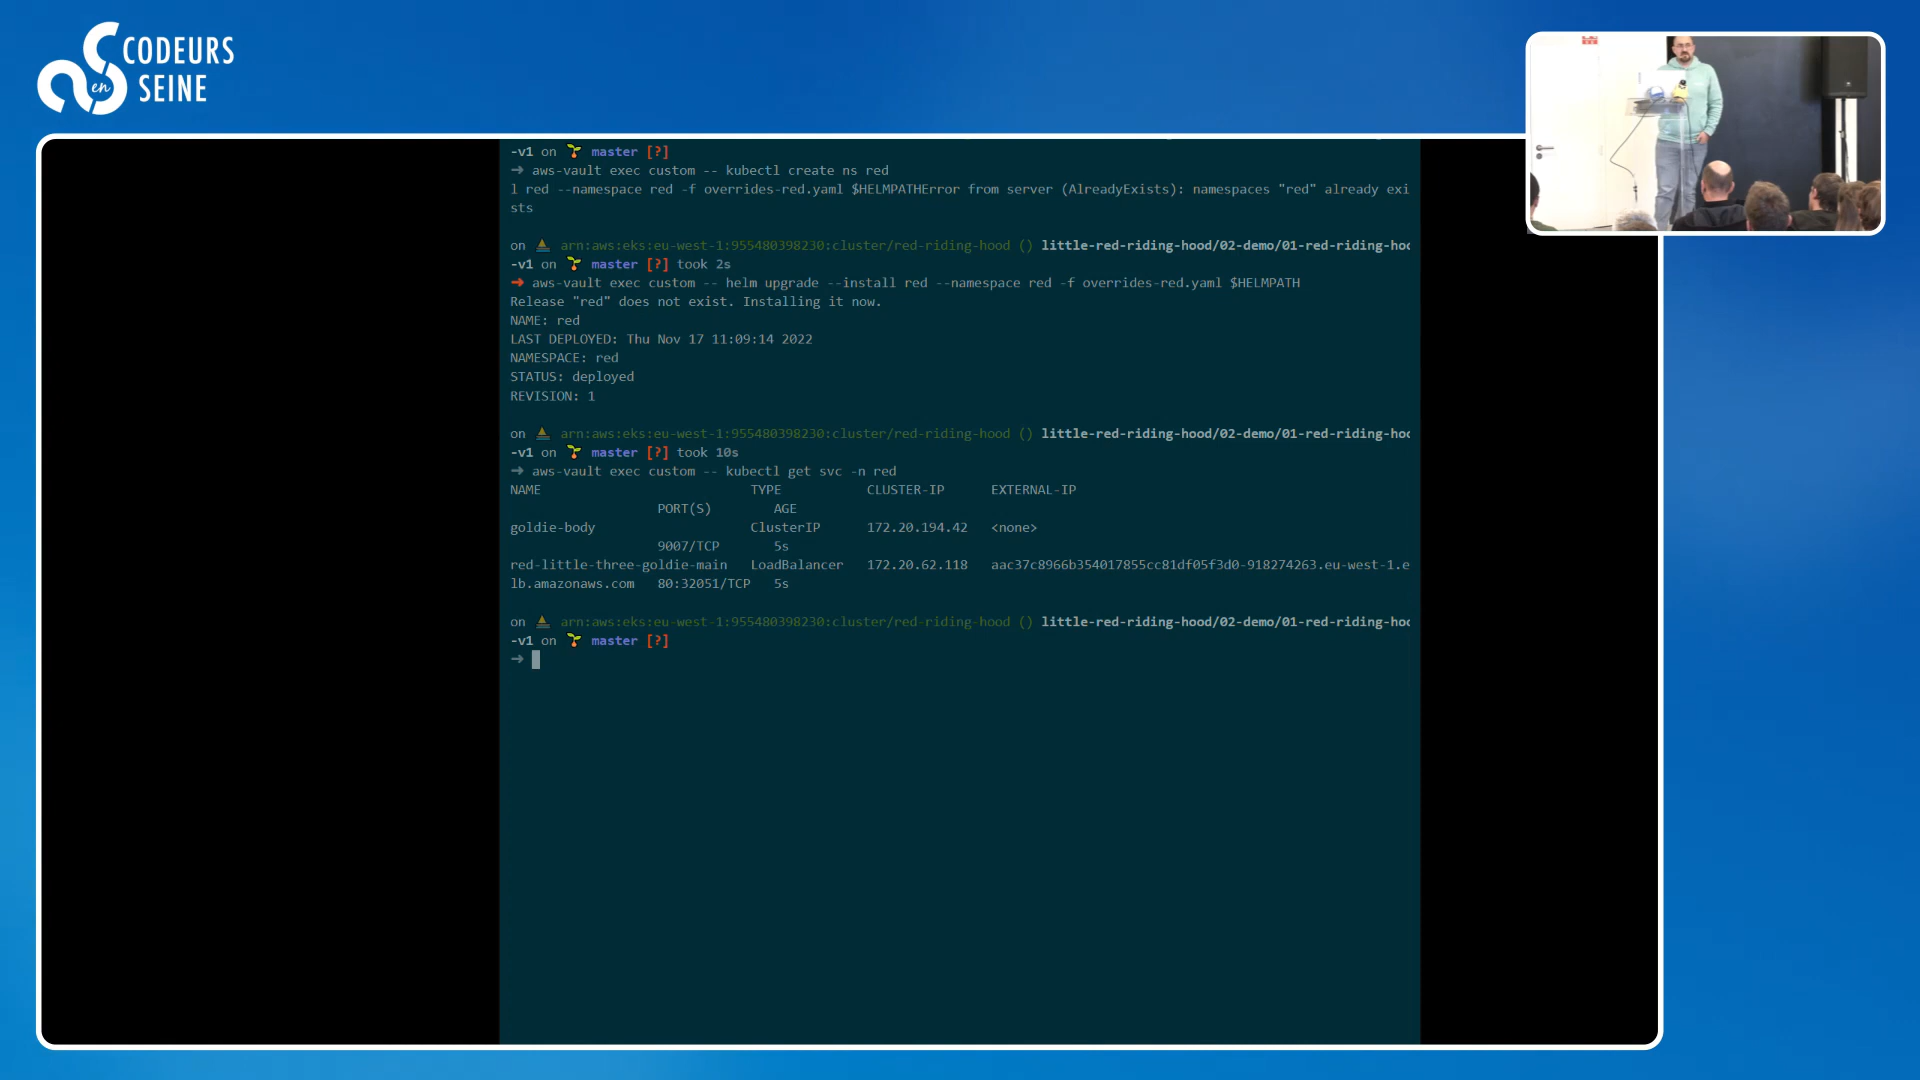 CODEURS
en
SEINE
-v1 on master [?]
→ aws-vault exec custom -- kubectl create ns red
l red --namespace red -f overrides-red.yaml $HELMPATHError from server (AlreadyExists): namespaces "red" already exi
sts
on arn:aws:eks:eu-west-1:955480398230:cluster/red-riding-hood () little-red-riding-hood/02-demo/01-red-riding-hoo
-v1 on master [?] took 2s
→ aws-vault exec custom -- helm upgrade --install red --namespace red -f overrides-red.yaml $HELMPATH
Release "red" does not exist. Installing it now.
NAME: red
LAST DEPLOYED: Thu Nov 17 11:09:14 2022
NAMESPACE: red
STATUS: deployed
REVISION: 1
on arn:aws:eks:eu-west-1:955480398230:cluster/red-riding-hood () little-red-riding-hood/02-demo/01-red-riding-hoo
-v1 on master [?] took 10s
→ aws-vault exec custom -- kubectl get svc -n red
NAME TYPE CLUSTER-IP EXTERNAL-IP
PORT(S) AGE
goldie-body ClusterIP 172.20.194.42 <none>
9007/TCP 5s
red-little-three-goldie-main LoadBalancer 172.20.62.118 aac37c8966b354017855cc81df05f3d0-918274263.eu-west-1.e
lb.amazonaws.com 80:32051/TCP 5s
on arn:aws:eks:eu-west-1:955480398230:cluster/red-riding-hood () little-red-riding-hood/02-demo/01-red-riding-hoo
-v1 on master [?]
→